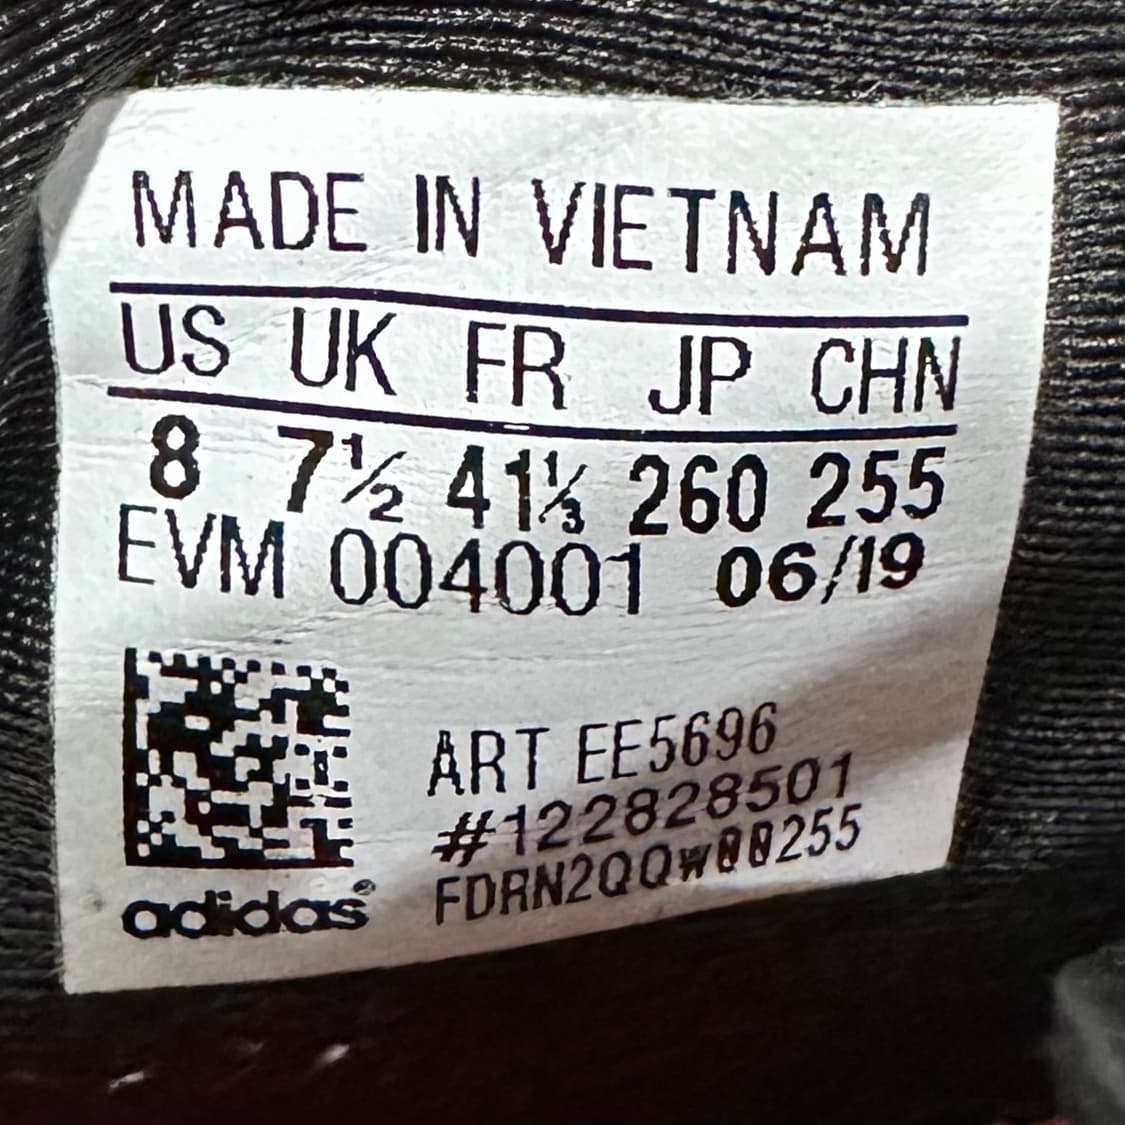 MADE IN VIETNAM
US UK FR JP CHN
8 7½ 41⅓ 260 255
EVM 004001 06/19
ART EE5696
#122828501
FDRN2QQW00255
adidas®